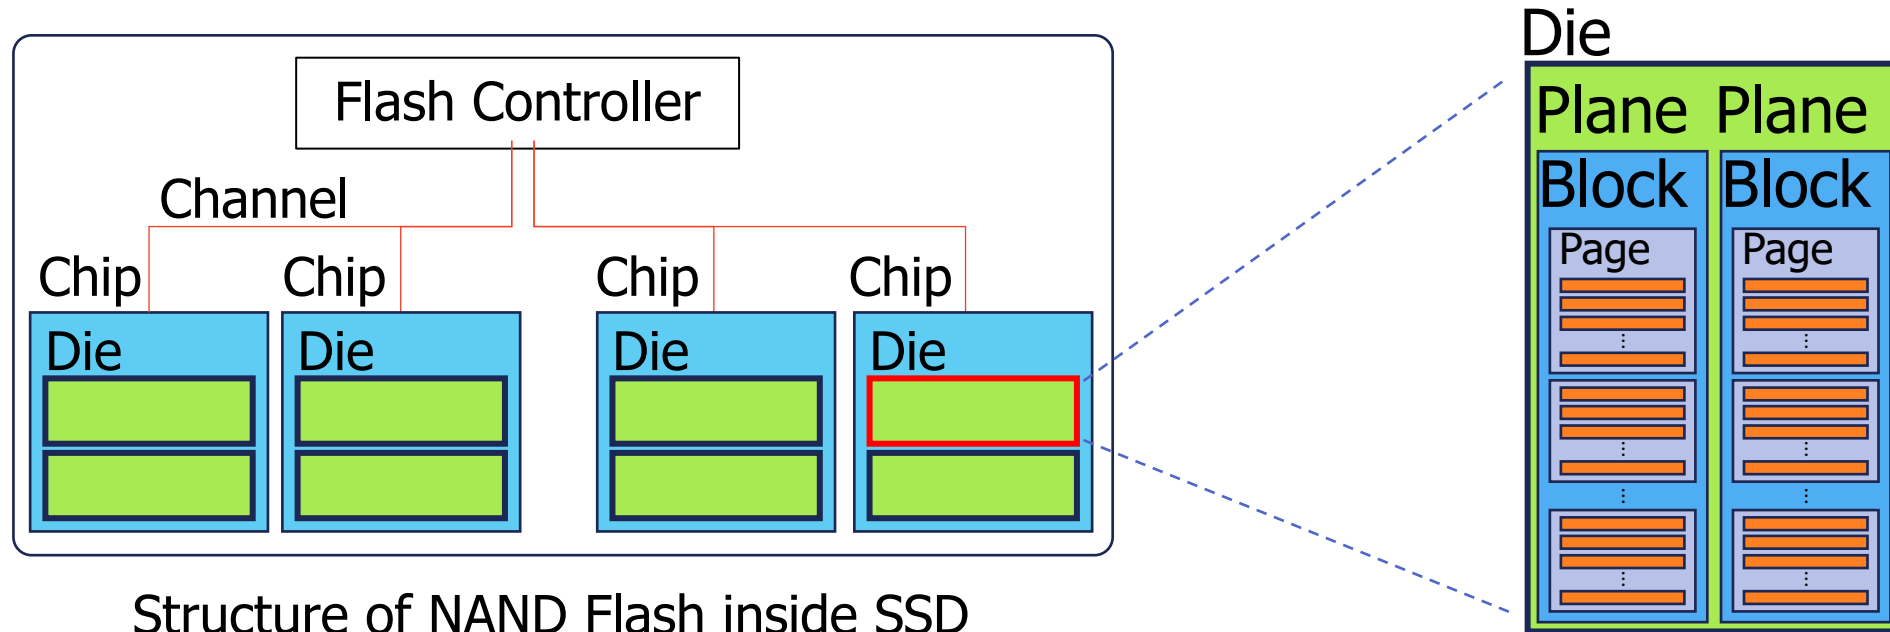 Die
Flash Controller
Plane Plane
Channel
Block Block
Chip Chip Chip Chip
Page Page
Die Die Die Die
Structure of NAND Flash inside SSD